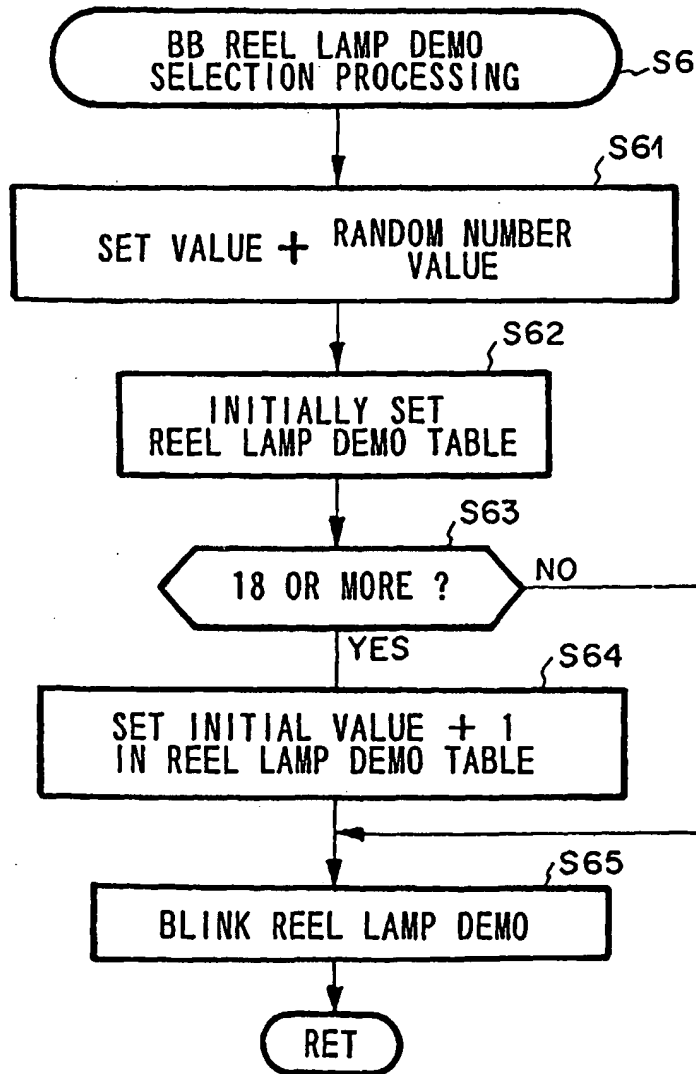 BB REEL LAMP DEMO
SELECTION PROCESSING
S6
S61
SET VALUE + RANDOM NUMBER
VALUE
S62
INITIALLY SET
REEL LAMP DEMO TABLE
S63
18 OR MORE ?
NO
YES
S64
SET INITIAL VALUE + 1
IN REEL LAMP DEMO TABLE
S65
BLINK REEL LAMP DEMO
RET